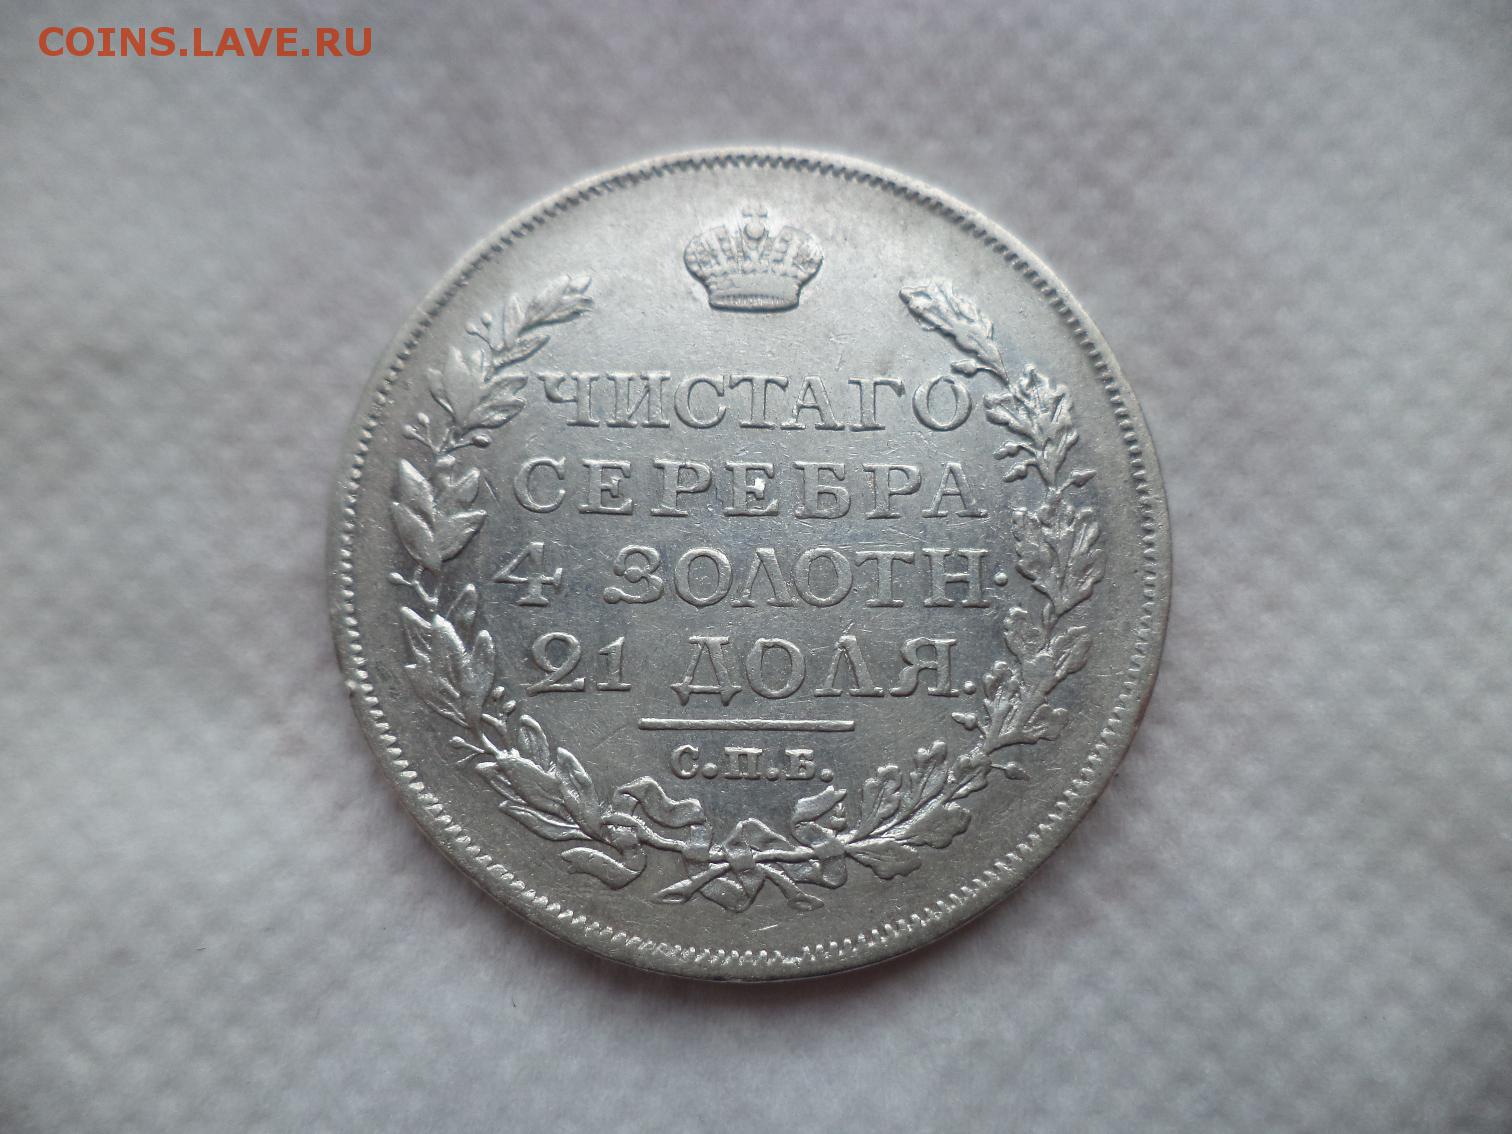 COINS.LAVE.RU
ЧИСТАГО
СЕРЕБРА
4 ЗОЛОТН·
21 ДОЛЯ.
С.П.Б.